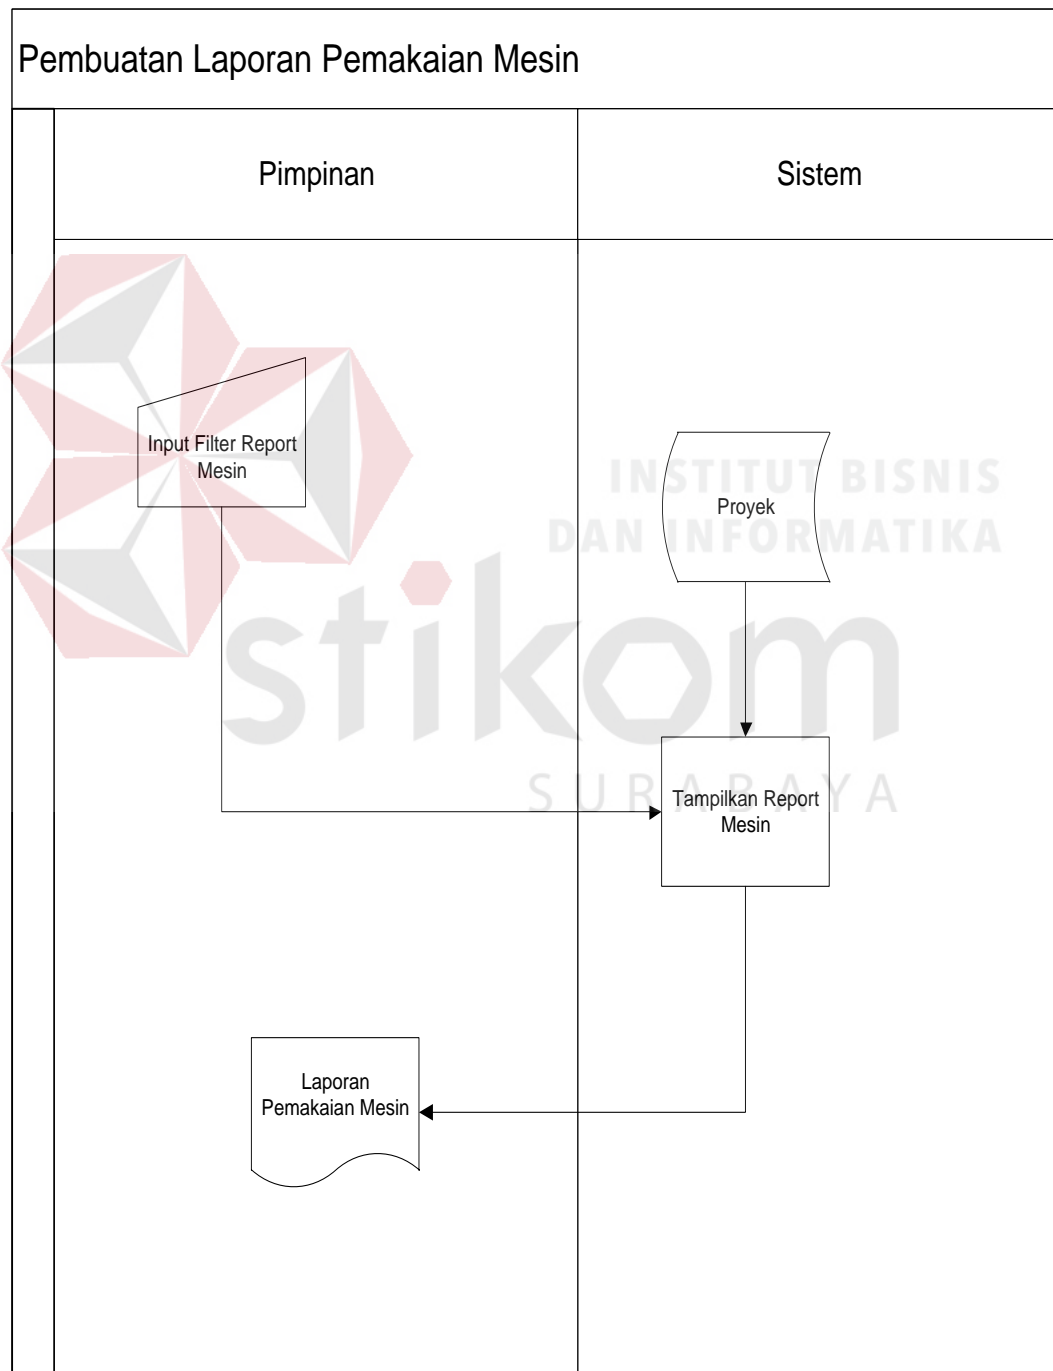 Pembuatan Laporan Pemakaian Mesin
Pimpinan
Sistem
Input Filter Report
Mesin
INSTITUT BISNIS
DAN INFORMATIKA
Proyek
stikom
SURABAYA
Tampilkan Report
Mesin
Laporan
Pemakaian Mesin